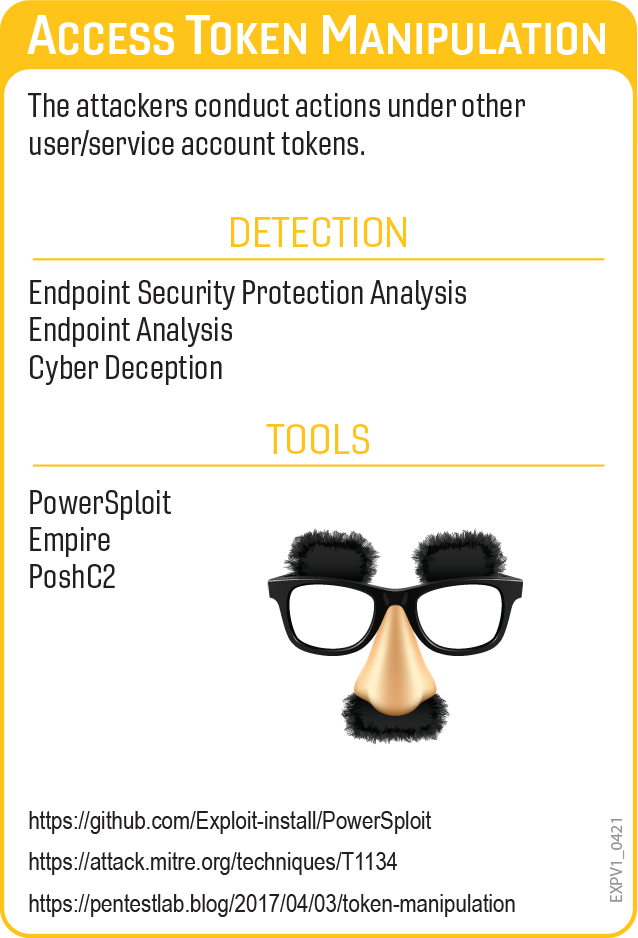 ACCESS TOKEN MANIPULATION
The attackers conduct actions under other
user/service account tokens.
DETECTION
Endpoint Security Protection Analysis
Endpoint Analysis
Cyber Deception
TOOLS
PowerSploit
Empire
PoshC2
https://github.com/Exploit-install/PowerSploit
https://attack.mitre.org/techniques/T1134
https://pentestlab.blog/2017/04/03/token-manipulation
EXPV1_0421